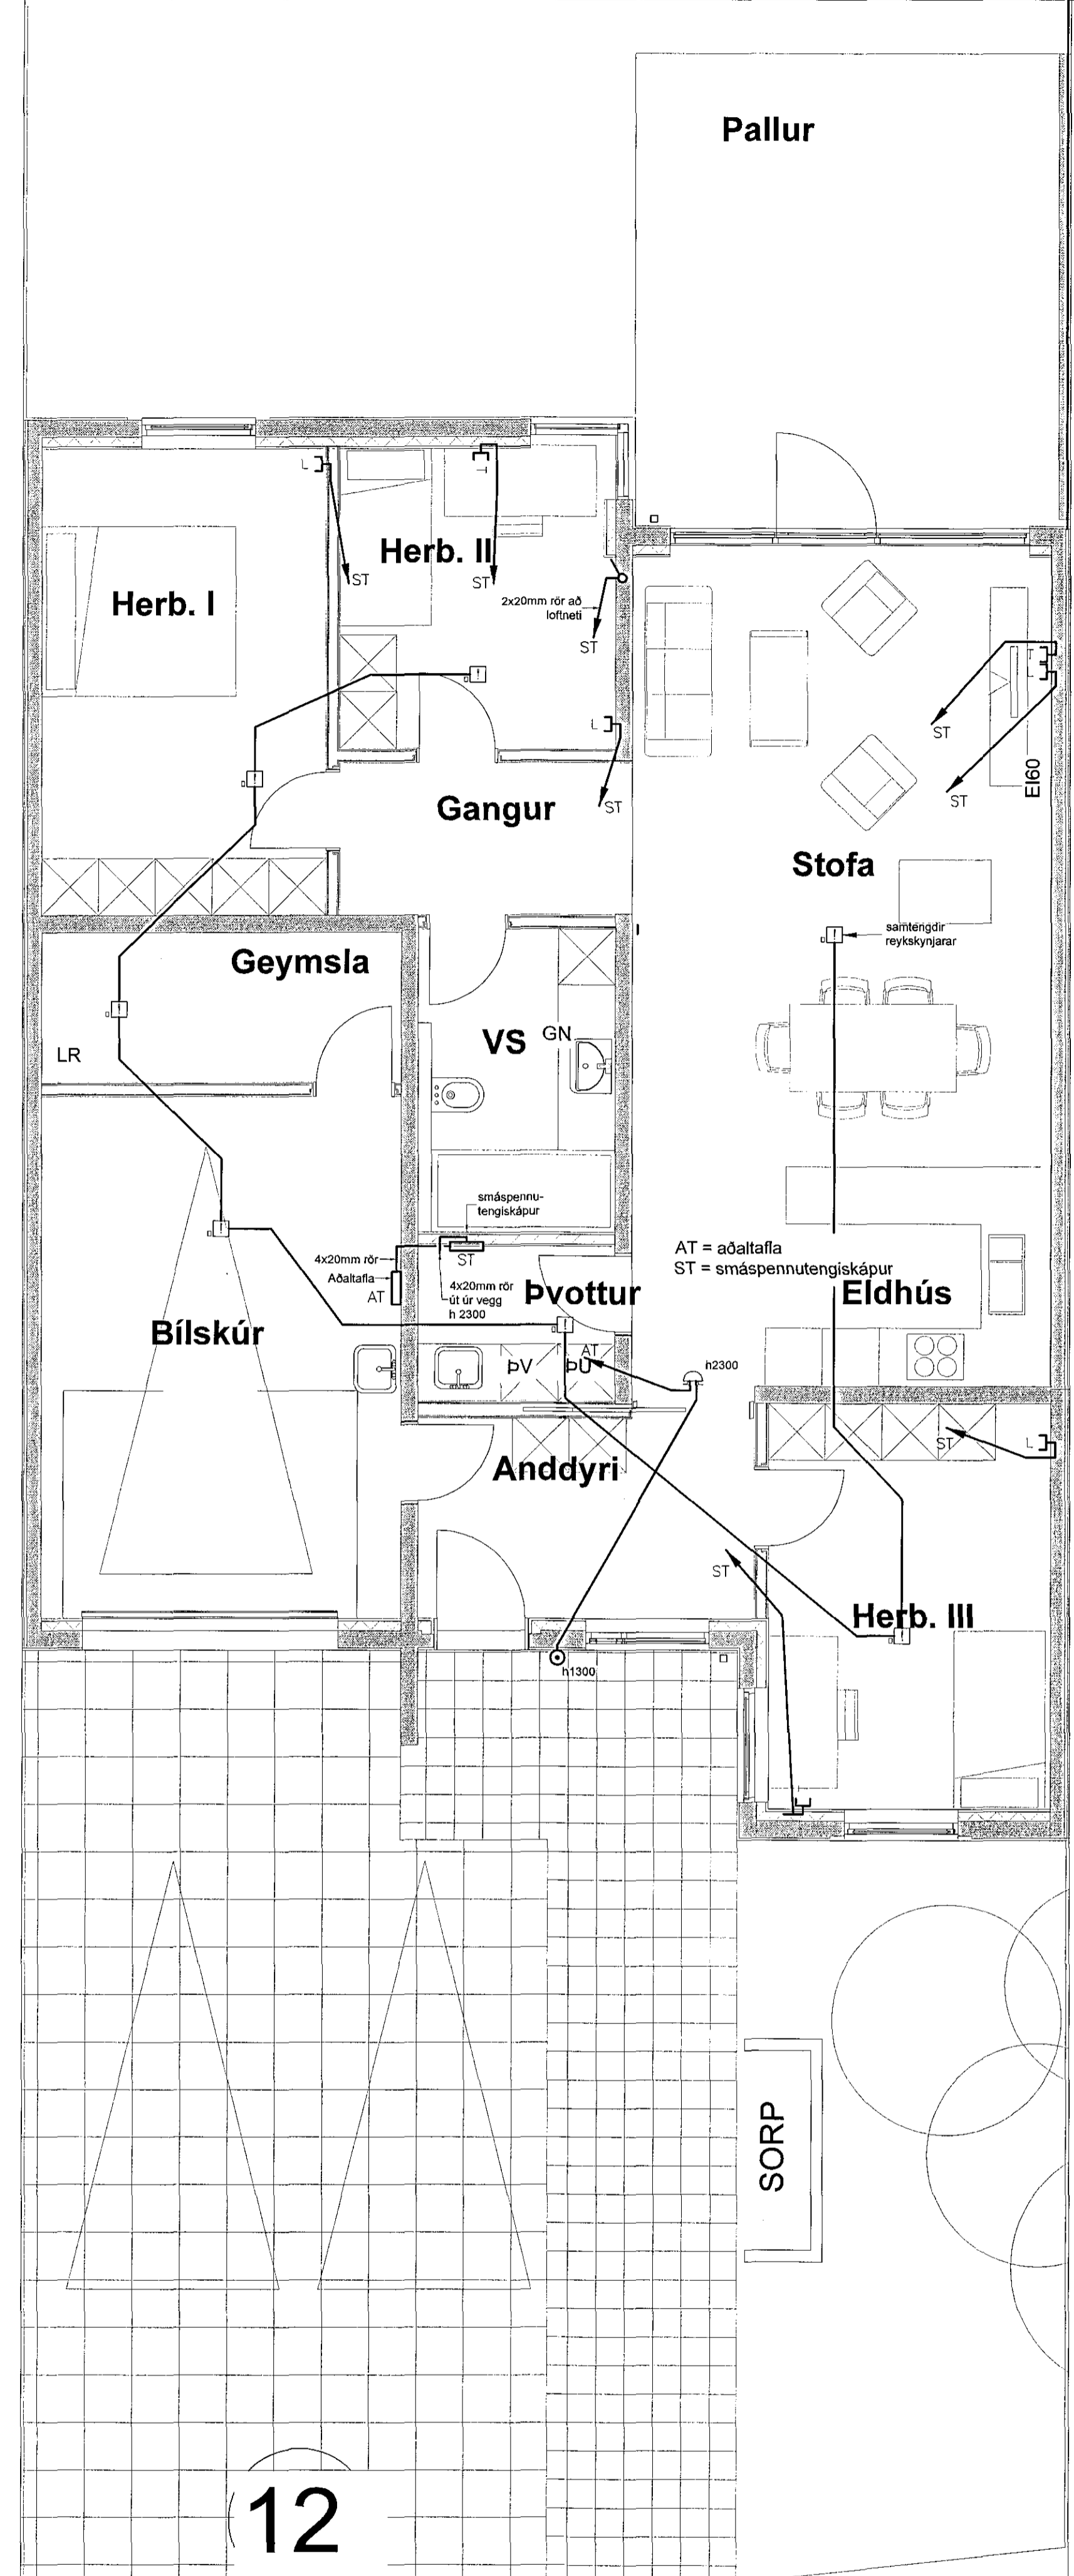 Pallur
L
T
Herb. II
ST
ST
Herb. I
2x20mm rör að
loftneti
ST
T
L
L
ST
ST
EI60
Gangur
ST
Stofa
samtengdir
reykskynjarar
Geymsla
VS
GN
LR
smáspennu-
tengiskápur
4x20mm rör
ST
Aðaltafla
AT
4x20mm rör
út úr vegg
h 2300
AT = aðaltafla
ST = smáspennutengiskápur
Þvottur
Eldhús
Bílskúr
AT
ÞV
ÞU
h2300
ST
L
Anddyri
ST
Herb. III
h1300
SORP
12